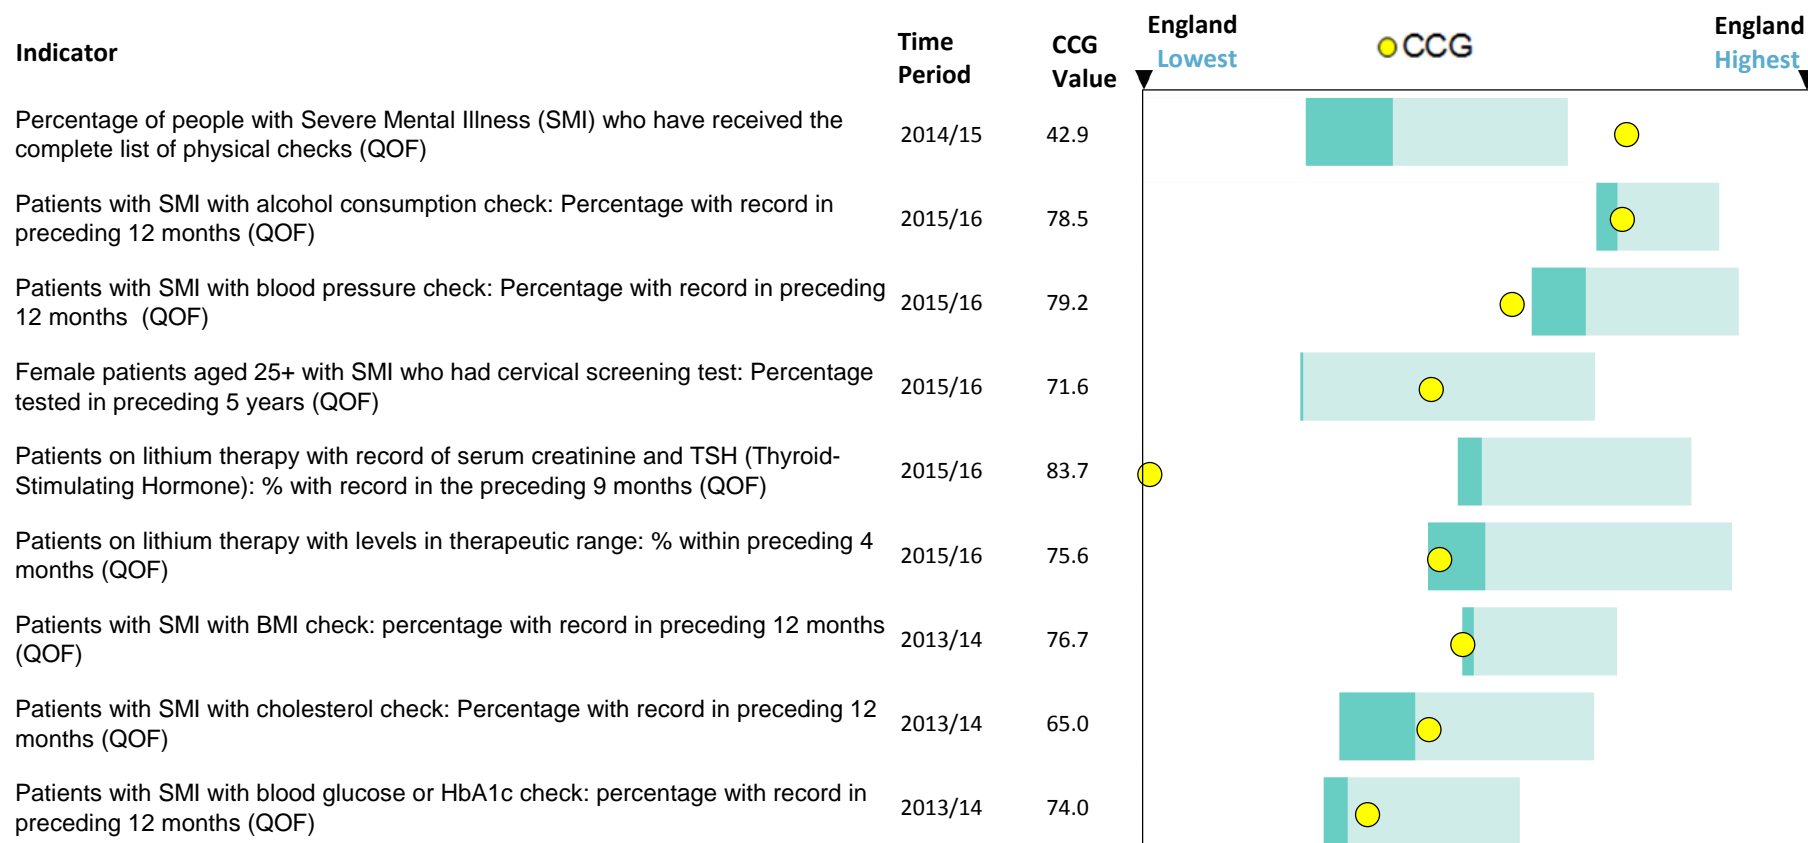 Indicator
Time Period
CCG Value
England Lowest
CCG
England Highest
Percentage of people with Severe Mental Illness (SMI) who have received the
complete list of physical checks (QOF)
2014/15
42.9
Patients with SMI with alcohol consumption check: Percentage with record in
preceding 12 months (QOF)
2015/16
78.5
Patients with SMI with blood pressure check: Percentage with record in preceding
12 months  (QOF)
2015/16
79.2
Female patients aged 25+ with SMI who had cervical screening test: Percentage
tested in preceding 5 years (QOF)
2015/16
71.6
Patients on lithium therapy with record of serum creatinine and TSH (Thyroid-
Stimulating Hormone): % with record in the preceding 9 months (QOF)
2015/16
83.7
Patients on lithium therapy with levels in therapeutic range: % within preceding 4
months (QOF)
2015/16
75.6
Patients with SMI with BMI check: percentage with record in preceding 12 months
(QOF)
2013/14
76.7
Patients with SMI with cholesterol check: Percentage with record in preceding 12
months (QOF)
2013/14
65.0
Patients with SMI with blood glucose or HbA1c check: percentage with record in
preceding 12 months (QOF)
2013/14
74.0